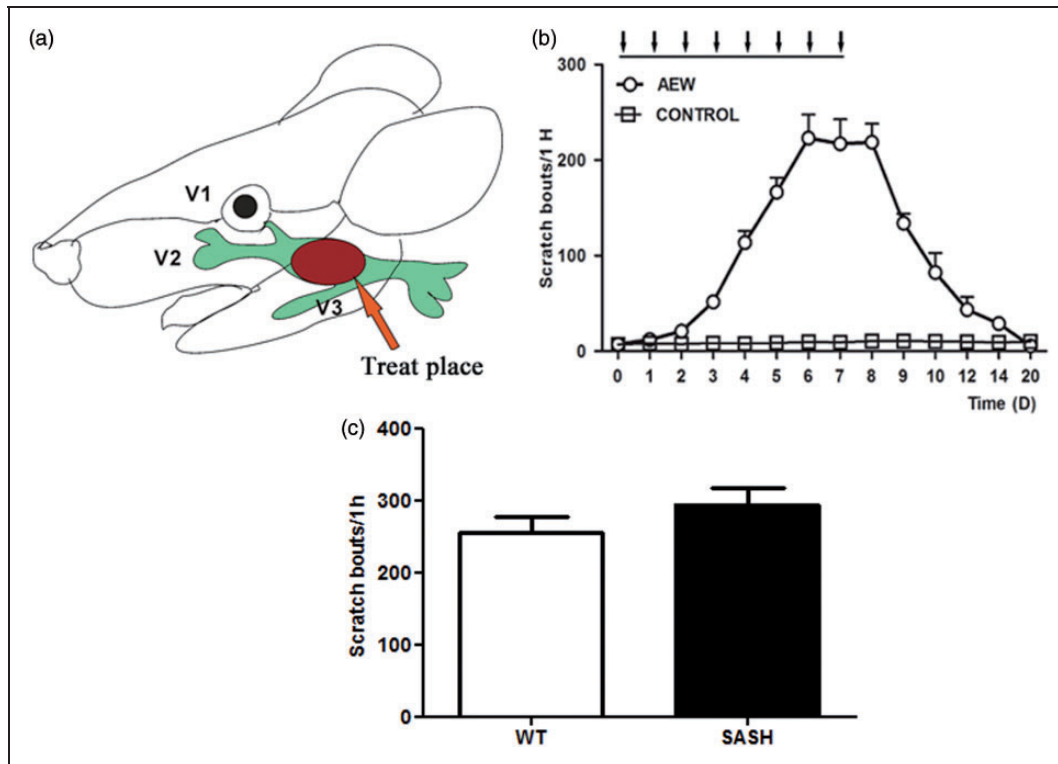 (a)
V1
V2
V3
Treat place
(b)
300
200
100
0
AEW
CONTROL
Scratch bouts/1 H
0 1 2 3 4 5 6 7 8 9 10 12 14 20
Time (D)
(c)
400
300
200
100
0
Scratch bouts/1h
WT SASH